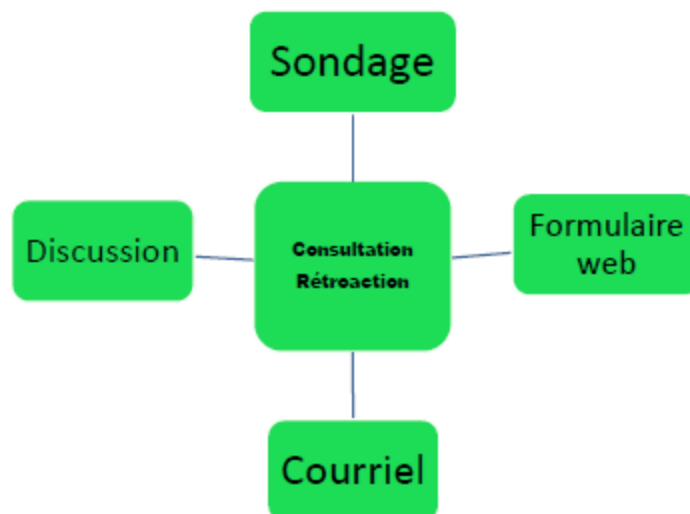 Sondage
Discussion
Consultation
Rétroaction
Formulaire
web
Courriel